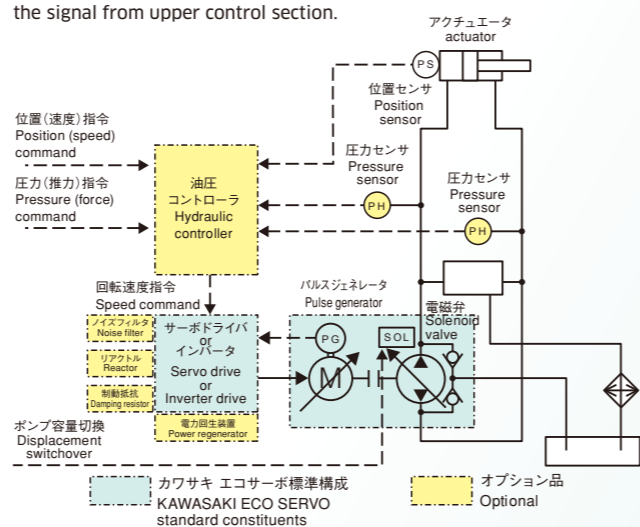 the signal from upper control section.
アクチュエータ
actuator
PS
位置センサ
Position
sensor
位置(速度)指令
Position (speed)
command
圧力(推力)指令
Pressure (force)
command
油圧
コントローラ
Hydraulic
controller
圧力センサ
Pressure
sensor
PH
圧力センサ
Pressure
sensor
PH
回転速度指令
Speed command
パルスジェネレータ
Pulse generator
電磁弁
Solenoid
valve
ノイズフィルタ
Noise filter
リアクトル
Reactor
制動抵抗
Damping resistor
サーボドライバ
or
インバータ
Servo drive
or
Inverter drive
電力回生装置
Power regenerator
PG
SOL
M
ポンプ容量切換
Displacement
switchover
カワサキ エコサーボ標準構成
KAWASAKI ECO SERVO
standard constituents
オプション品
Optional